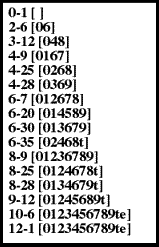 0-1 [ ]
2-6 [06]
3-12 [048]
4-9 [0167]
4-25 [0268]
4-28 [0369]
6-7 [012678]
6-20 [014589]
6-30 [013679]
6-35 [02468t]
8-9 [01236789]
8-25 [0124678t]
8-28 [0134679t]
9-12 [01245689t]
10-6 [0123456789te]
12-1 [0123456789te]